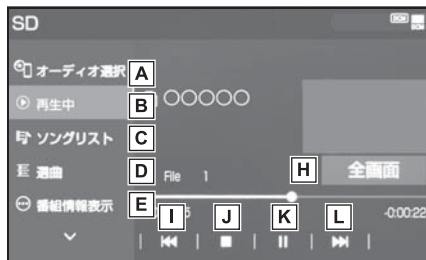 SD
オーディオ選択 A
再生中 B
○○○○○
ソングリスト C
選曲 D
File 1
H 全画面
番組情報表示 E
5
-0:00:22
I J K L